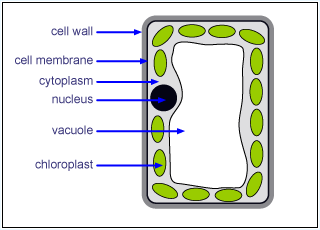 cell wall
cell membrane
cytoplasm
nucleus
vacuole
chloroplast